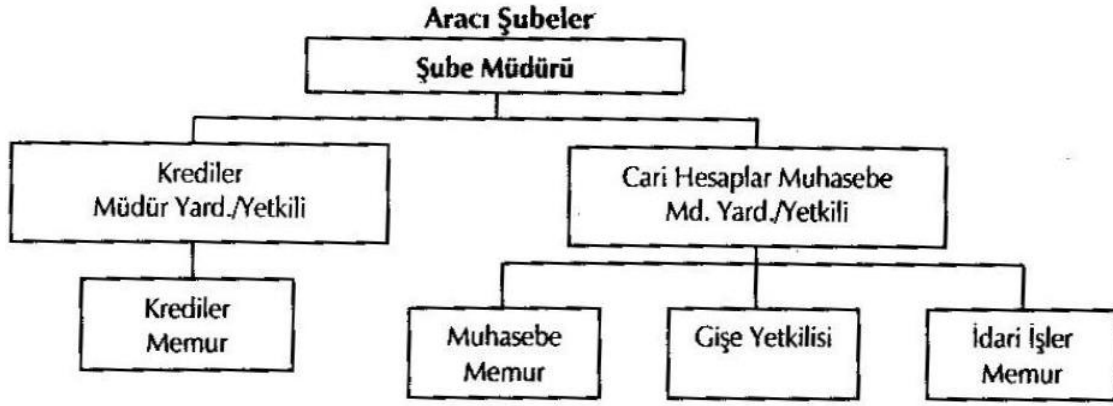 Aracı Şubeler
Şube Müdürü
Krediler
Müdür Yard./Yetkili
Cari Hesaplar Muhasebe
Md. Yard./Yetkili
Krediler
Memur
Muhasebe
Memur
Gişe Yetkilisi
İdari İşler
Memur